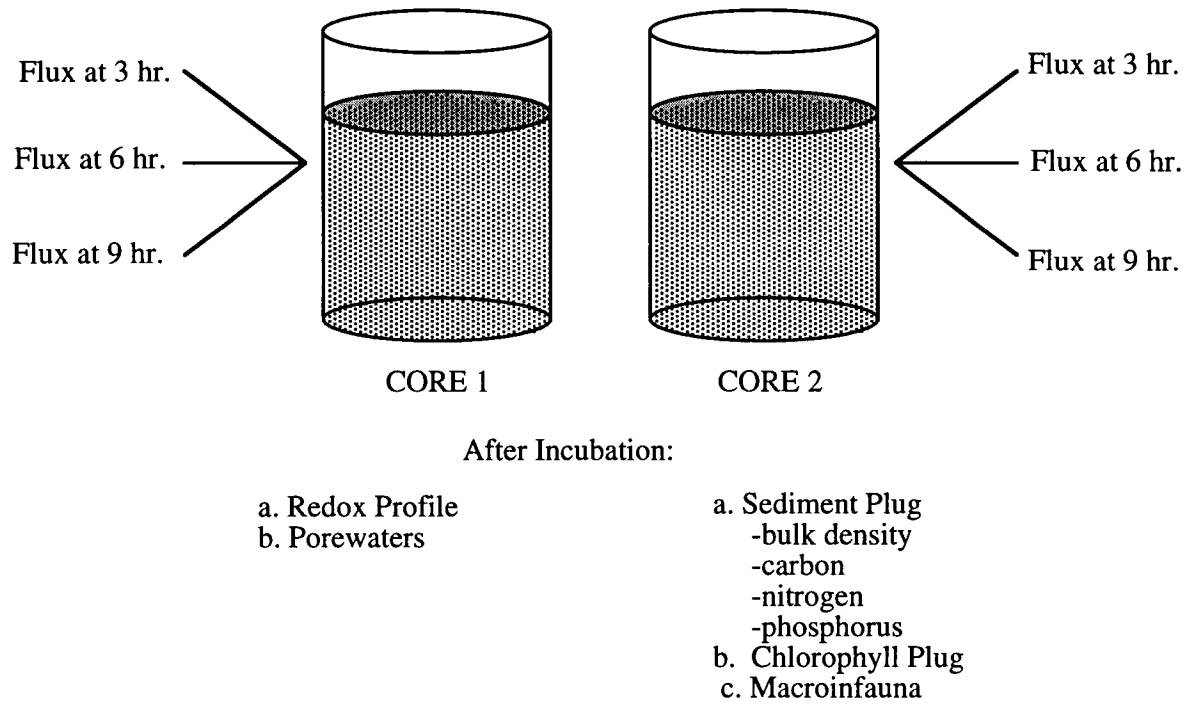 Flux at 3 hr.
Flux at 6 hr.
Flux at 9 hr.
Flux at 3 hr.
Flux at 6 hr.
Flux at 9 hr.
CORE 1
CORE 2
After Incubation:
a. Redox Profile
b. Porewaters
a. Sediment Plug
-bulk density
-carbon
-nitrogen
-phosphorus
b. Chlorophyll Plug
c. Macroinfauna